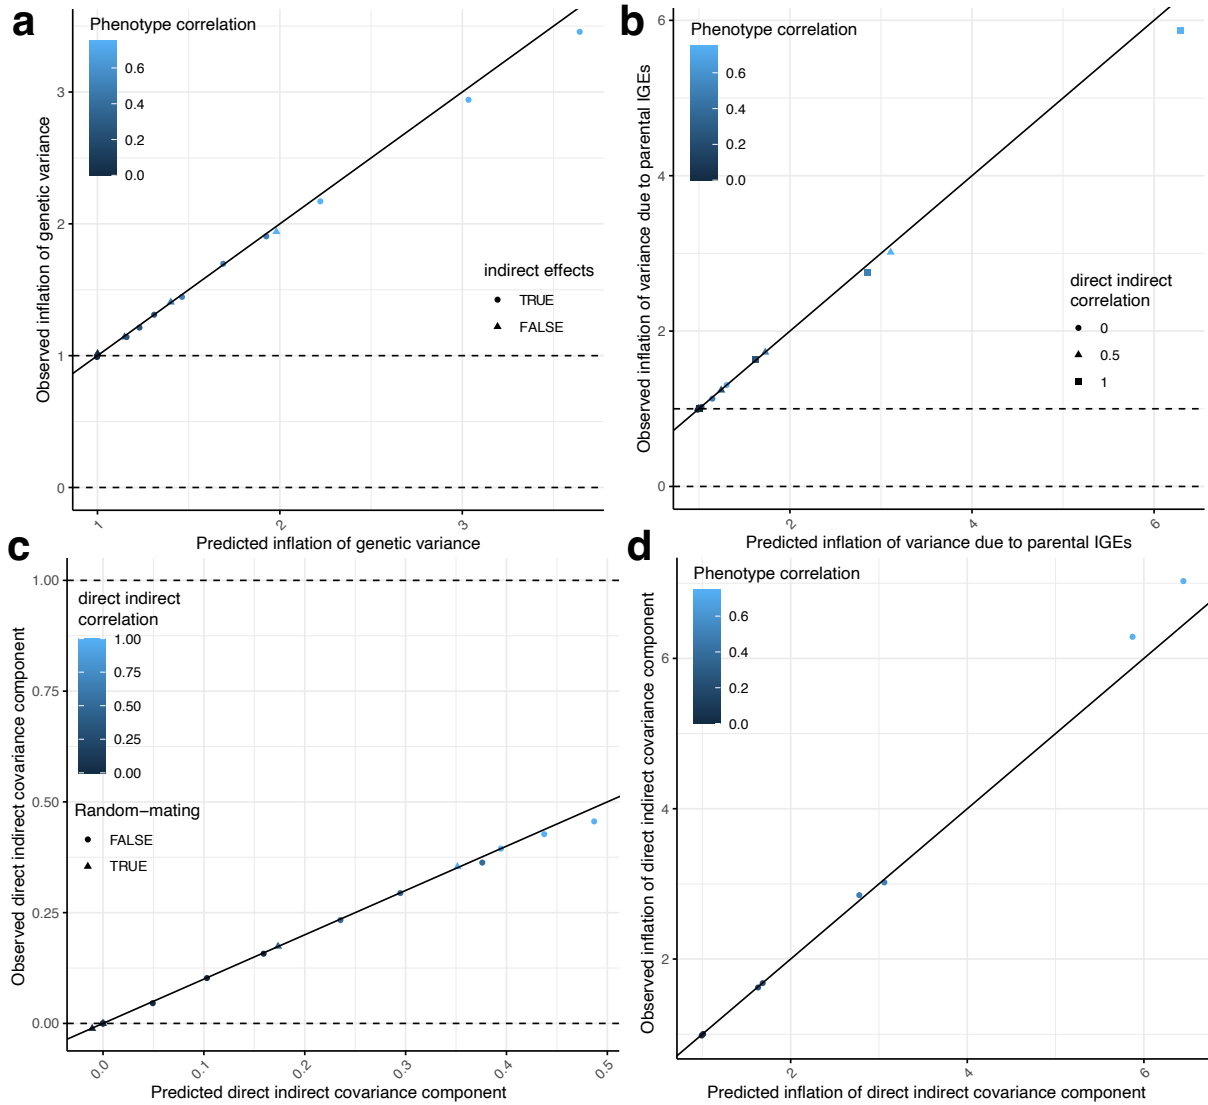 a
Phenotype correlation
0.6
0.4
0.2
0.0
3
2
1
0
Observed inflation of genetic variance
indirect effects
TRUE
FALSE
1
2
3
Predicted inflation of genetic variance
b
Phenotype correlation
0.6
0.4
0.2
0.0
6
4
2
0
Observed inflation of variance due to parental IGEs
direct indirect
correlation
0
0.5
1
2
4
6
Predicted inflation of variance due to parental IGEs
c
direct indirect
correlation
1.00
0.75
0.50
0.25
0.00
Random−mating
FALSE
TRUE
1.00
0.75
0.50
0.25
0.00
Observed direct indirect covariance component
0.0
0.1
0.2
0.3
0.4
0.5
Predicted direct indirect covariance component
d
Phenotype correlation
0.6
0.4
0.2
0.0
6
4
2
Observed inflation of direct indirect covariance component
2
4
6
Predicted inflation of direct indirect covariance component